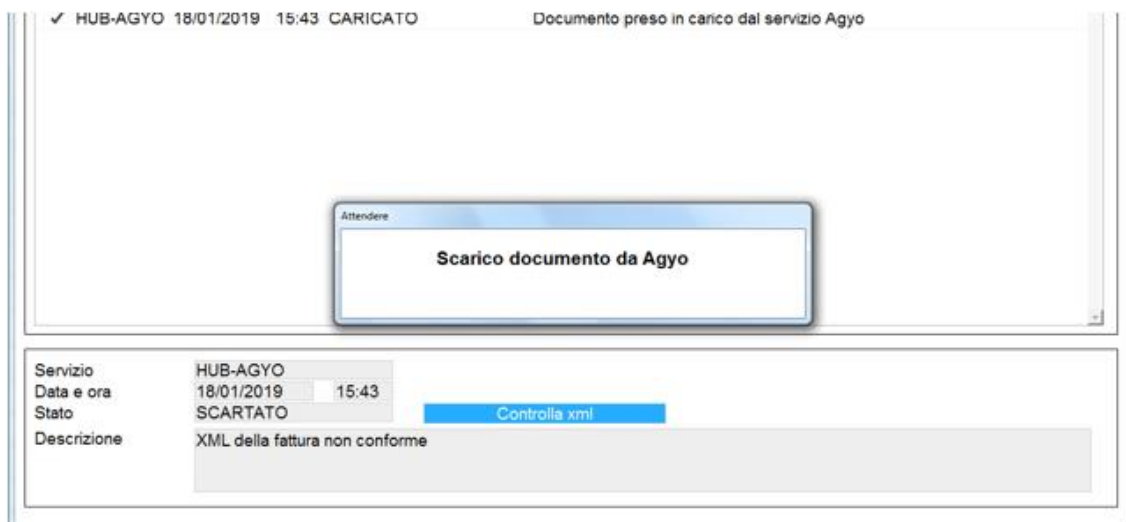 ✓ HUB-AGYO 18/01/2019 15:43 CARICATO Documento preso in carico dal servizio Agyo
Attendere
Scarico documento da Agyo
Servizio HUB-AGYO
Data e ora 18/01/2019 15:43
Stato SCARTATO Controlla xml
Descrizione XML della fattura non conforme